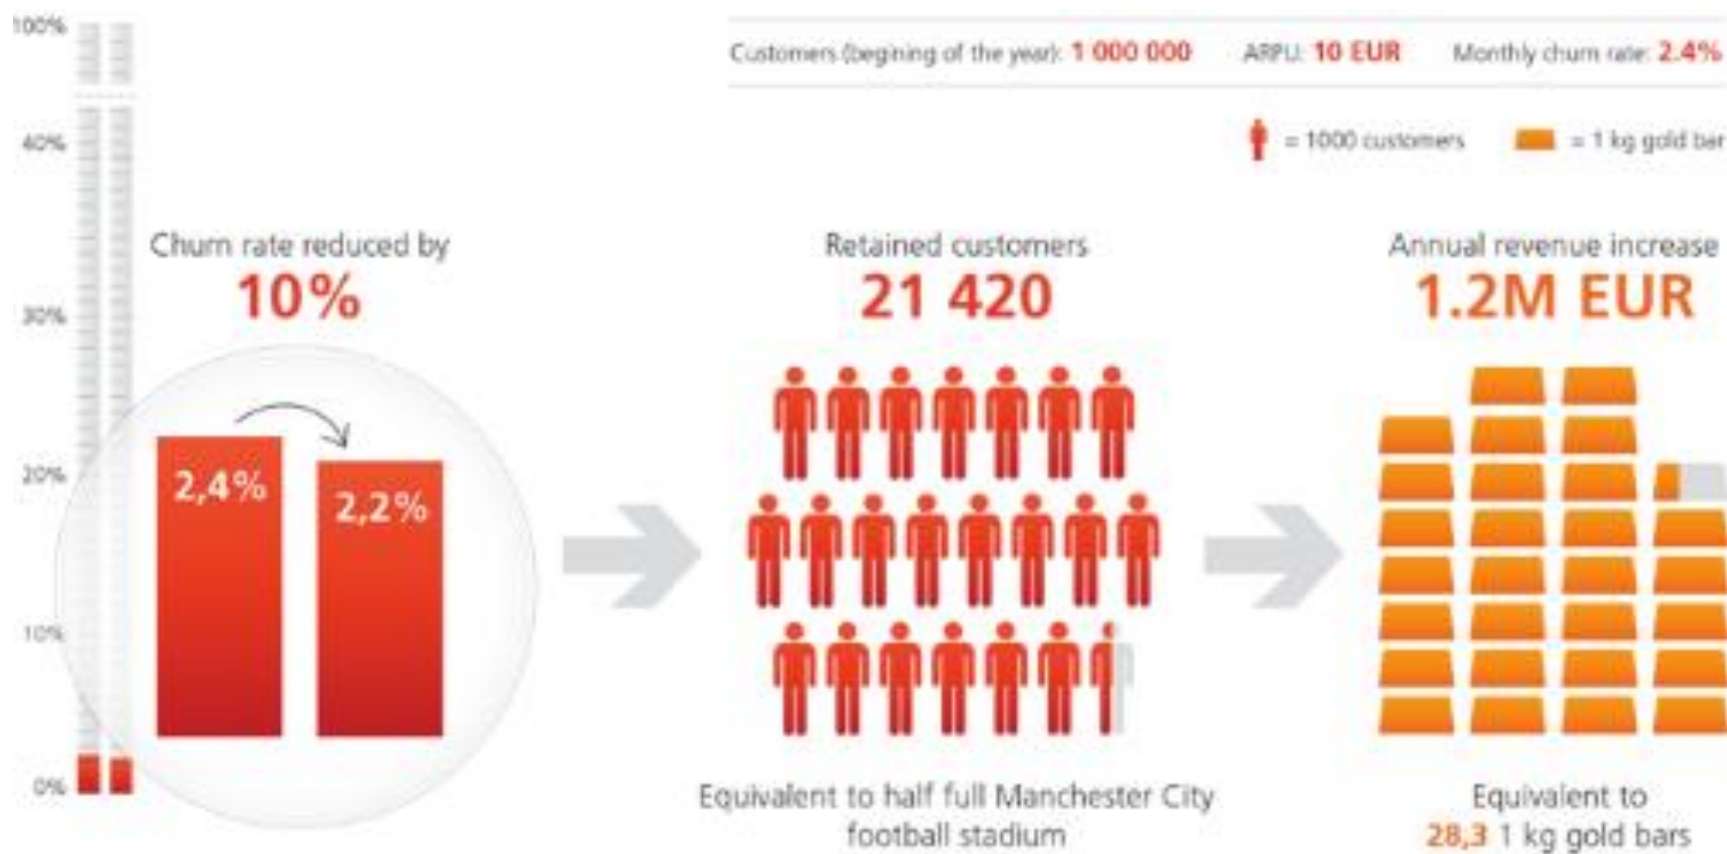 Customers (begining of the year): 1 000 000 ARPU: 10 EUR Monthly churn rate: 2.4%
= 1000 customers = 1 kg gold bar
100%
40%
30%
20%
10%
0%
Churn rate reduced by
10%
2,4%
2,2%
Retained customers
21 420
Equivalent to half full Manchester City
football stadium
Annual revenue increase
1.2M EUR
Equivalent to
28,3 1 kg gold bars